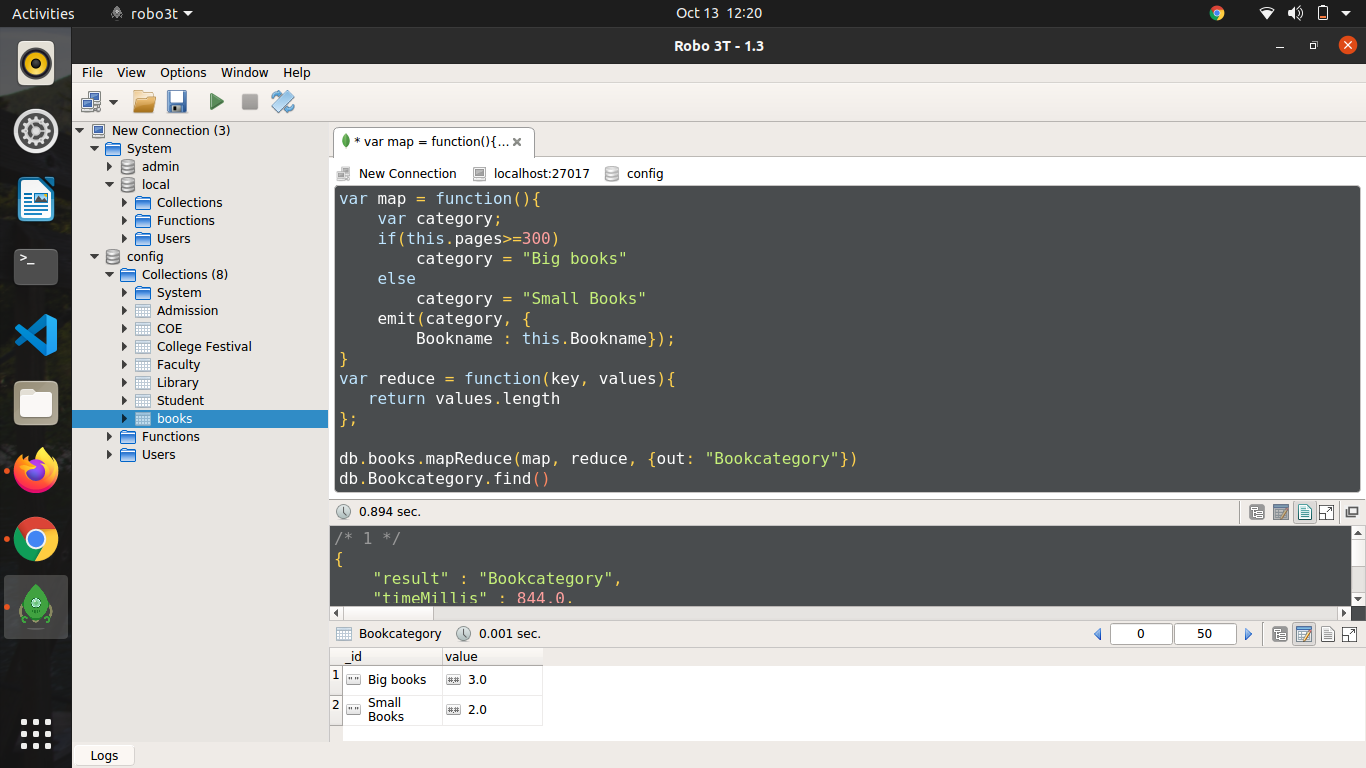 Activities robo3t Oct 13 12:20
Robo 3T - 1.3
File View Options Window Help
New Connection (3)
System
admin
local
Collections
Functions
Users
config
Collections (8)
System
Admission
COE
College Festival
Faculty
Library
Student
books
Functions
Users
* var map = function(){...
New Connection localhost:27017 config
var map = function(){
    var category;
    if(this.pages>=300)
        category = "Big books"
    else
        category = "Small Books"
    emit(category, {
        Bookname : this.Bookname});
}
var reduce = function(key, values){
   return values.length
};
db.books.mapReduce(map, reduce, {out: "Bookcategory"})
db.Bookcategory.find()
0.894 sec.
/* 1 */
{
    "result" : "Bookcategory",
    "timeMillis" : 844.0,
Bookcategory 0.001 sec. 0 50
_id value
1 "" Big books #.# 3.0
2 "" Small
Books #.# 2.0
Logs
>_